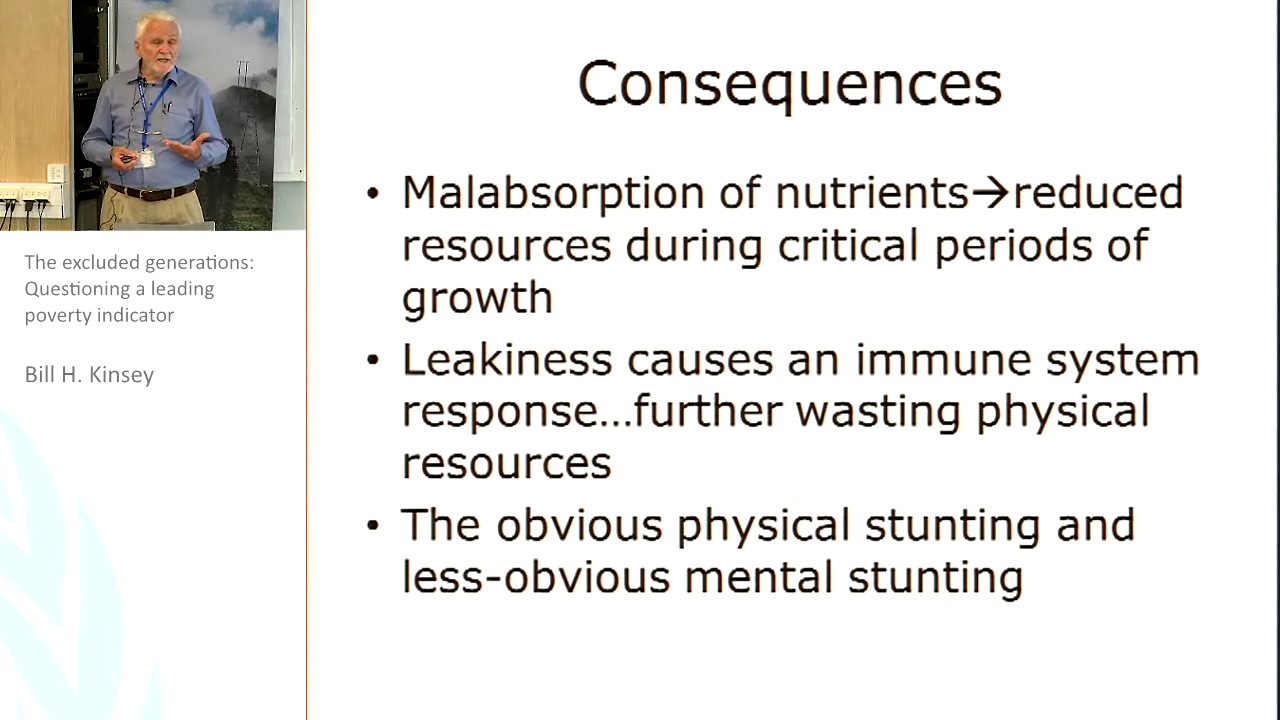 The excluded generations:
Questioning a leading
poverty indicator
Bill H. Kinsey
Consequences
• Malabsorption of nutrients→reduced
resources during critical periods of
growth
• Leakiness causes an immune system
response...further wasting physical
resources
• The obvious physical stunting and
less-obvious mental stunting